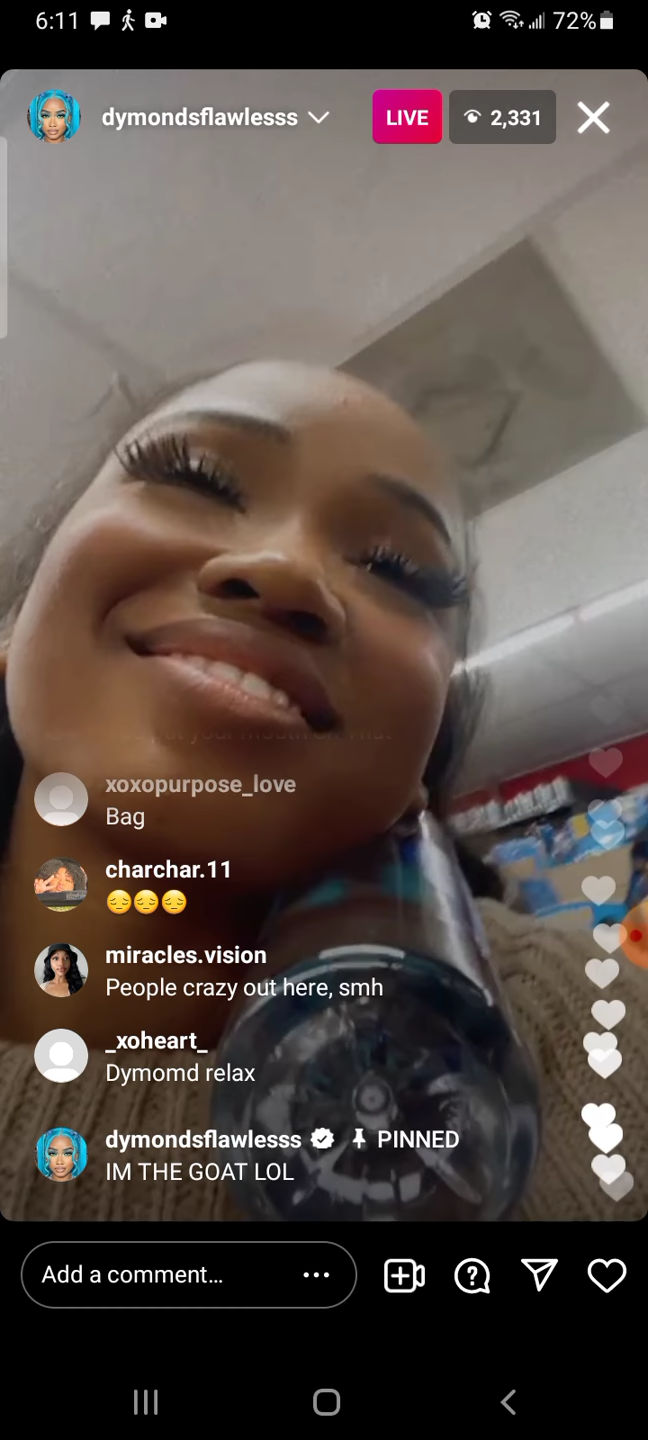 6:11
72%
dymondsflawlesss
LIVE
2,331
xoxopurpose_love
Bag
charchar.11
😔😔😔
miracles.vision
People crazy out here, smh
_xoheart_
Dymomd relax
dymondsflawlesss PINNED
IM THE GOAT LOL
Add a comment...